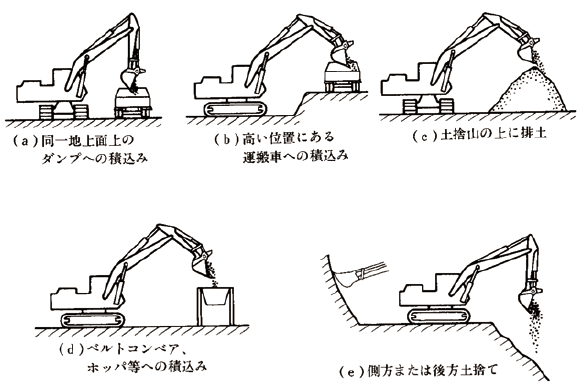 (a)同一地上面上の
ダンプへの積込み
(b)高い位置にある
運搬車への積込み
(c)土捨山の上に排土
(d)ベルトコンベア、
ホッパ等への積込み
(e)側方または後方土捨て